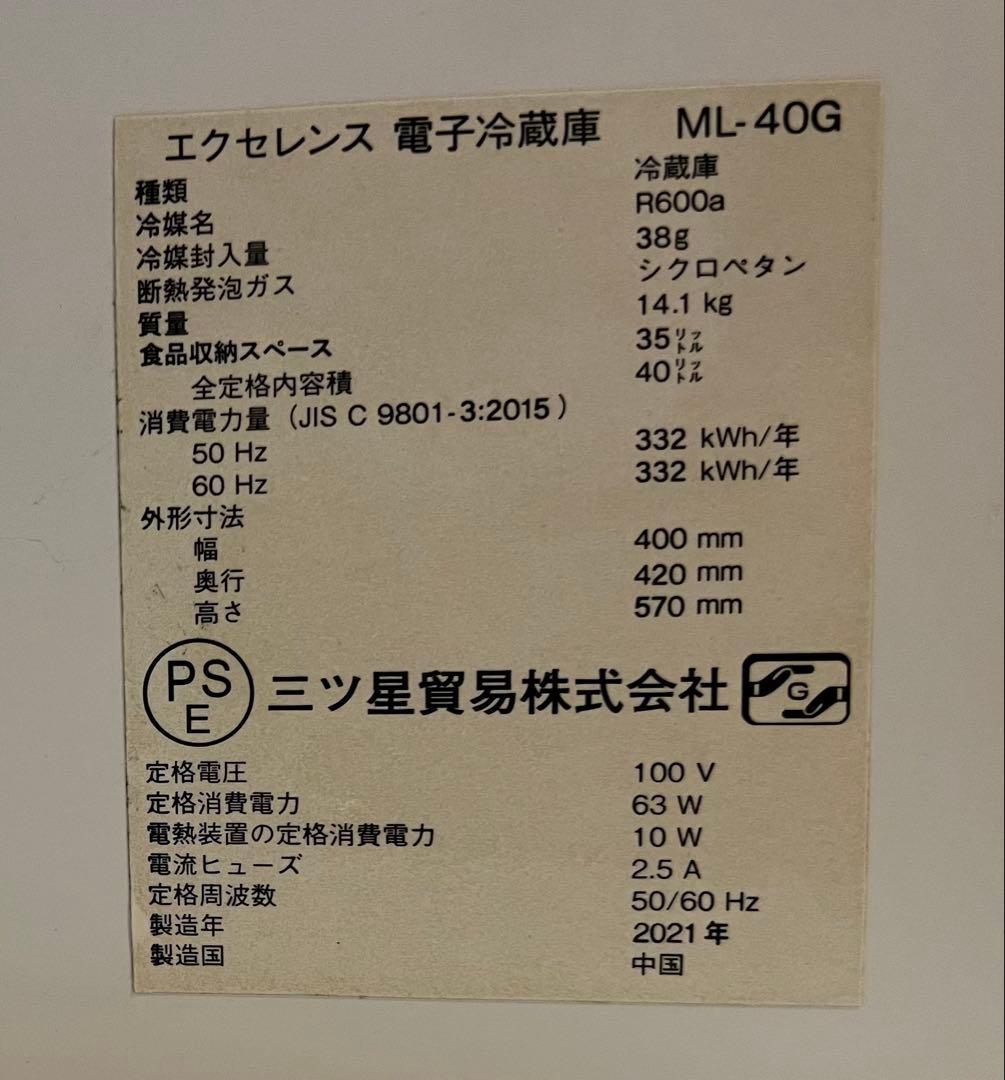 エクセレンス 電子冷蔵庫 ML-40G
種類 冷蔵庫
冷媒名 R600a
冷媒封入量 38g
断熱発泡ガス シクロペタン
質量 14.1 kg
食品収納スペース 35リットル
全定格内容積 40リットル
消費電力量（JIS C 9801-3:2015）
50 Hz 332 kWh/年
60 Hz 332 kWh/年
外形寸法
幅 400 mm
奥行 420 mm
高さ 570 mm
PSE 三ツ星貿易株式会社 G
定格電圧 100 V
定格消費電力 63 W
電熱装置の定格消費電力 10 W
電流ヒューズ 2.5 A
定格周波数 50/60 Hz
製造年 2021年
製造国 中国